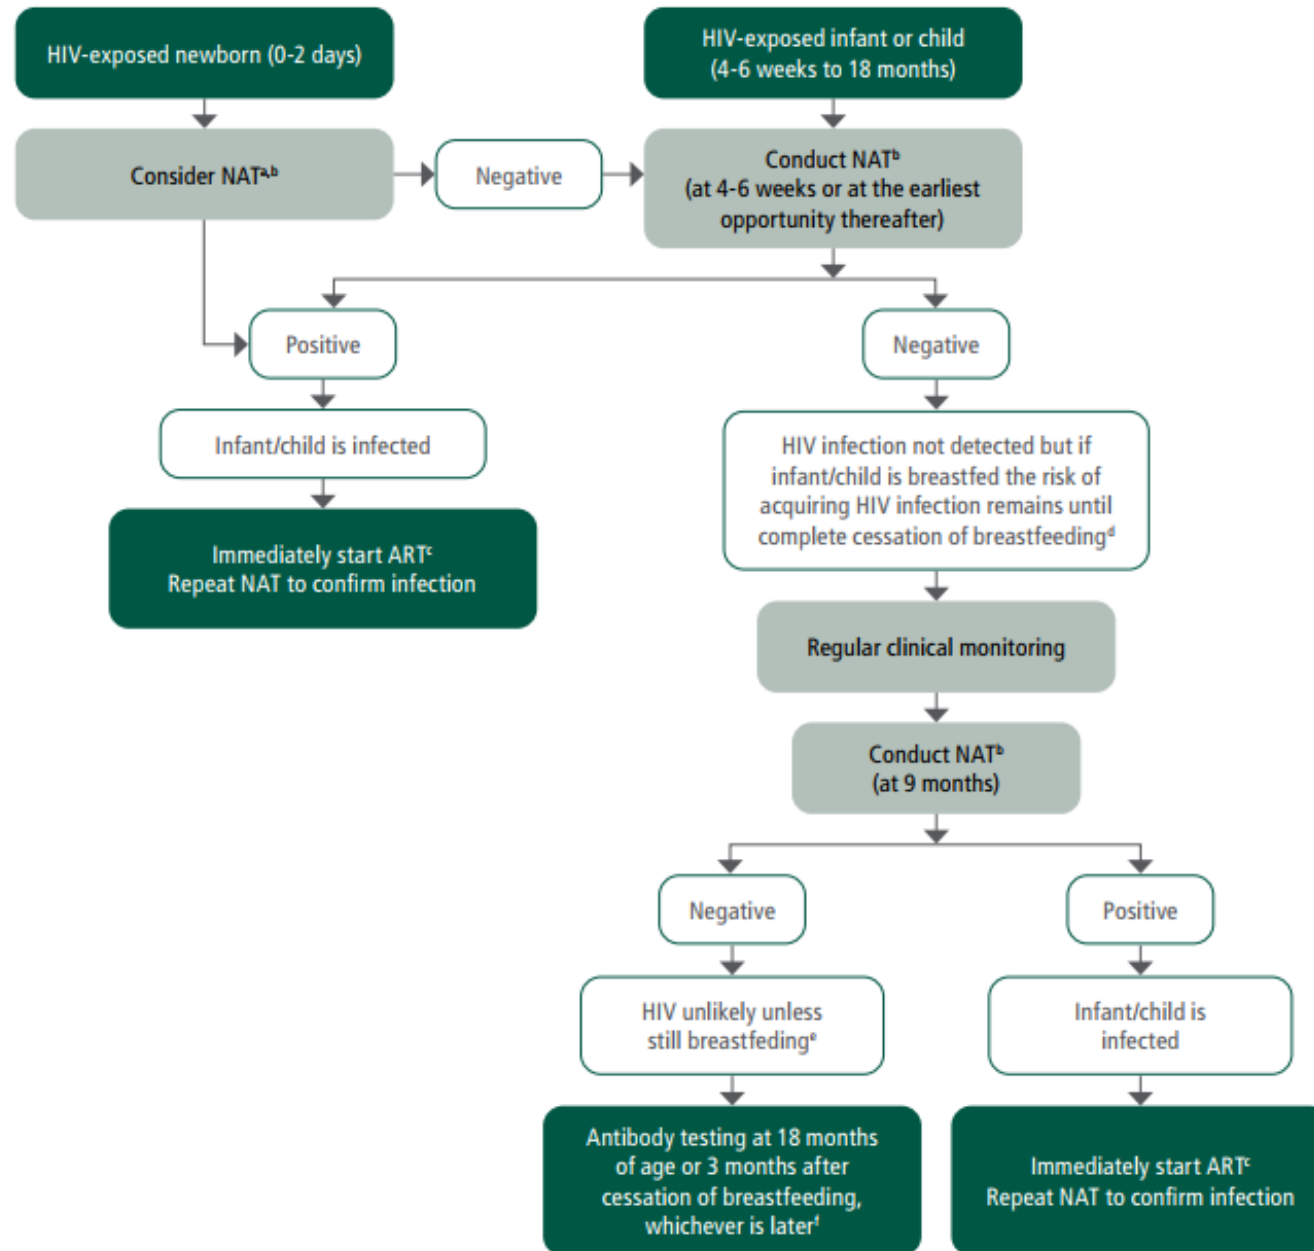 HIV-exposed newborn (0-2 days)
HIV-exposed infant or child
(4-6 weeks to 18 months)
Consider NATᵃ,ᵇ
Negative
Conduct NATᵇ
(at 4-6 weeks or at the earliest
opportunity thereafter)
Positive
Negative
Infant/child is infected
HIV infection not detected but if
infant/child is breastfed the risk of
acquiring HIV infection remains until
complete cessation of breastfeedingᵈ
Immediately start ARTᶜ
Repeat NAT to confirm infection
Regular clinical monitoring
Conduct NATᵇ
(at 9 months)
Negative
Positive
HIV unlikely unless
still breastfedingᵉ
Infant/child is
infected
Antibody testing at 18 months
of age or 3 months after
cessation of breastfeeding,
whichever is laterᶠ
Immediately start ARTᶜ
Repeat NAT to confirm infection